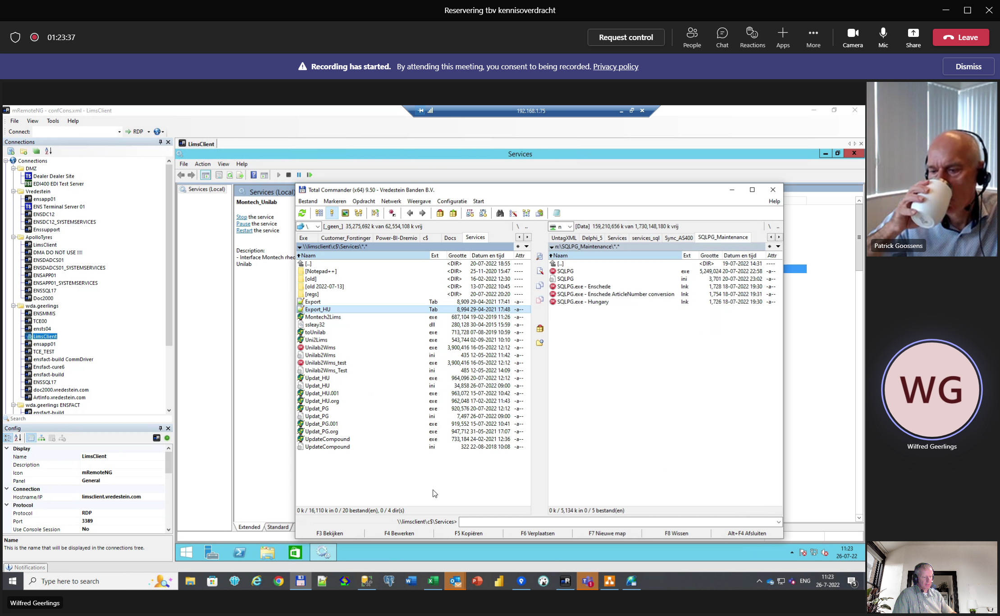 Reservering tbv kennisoverdracht
01:23:37
Request control
People
Chat
Reactions
Apps
More
Camera
Mic
Share
Leave
Recording has started. By attending this meeting, you consent to being recorded. Privacy policy
Dismiss
mRemoteNG - confCons.xml - LimsClient
192.168.1.75
File View Tools Help
Connect:
RDP
Connections
Connections
DMZ
TS Dealer Dealer Site
TST EDI400 EDI Test Server
Vredestein
ensapp01
TS ENS Terminal Server 01
ENSDC12
ENSDC12_SYSTEMSERVICES
Enssupport
ApolloTyres
LimsClient
DMA DO NOT USE !!!!
ENSDADCS01
ENSDADCS01_SYSTEMSERVICES
ENSAPP01
ENSAPP01_SYSTEMSERVICES
ENSSQL17
Doc2000
wda.geerlings
ENSMMIS
TCE00
ensts04
LimsClient
ensapp01
TCE_TEST
ensfact-build CommDriver
Ensfact-cure6
ensfact-build
ENSSQL17
doc2000.vredestein.com
ArtInfo.vredestein.com
wda.geerlings ENSFACT
ensfact-build
Search
Config
Display
Name LimsClient
Description
Icon mRemoteNG
Panel General
Connection
Hostname/IP limsclient.vredestein.com
Protocol
Protocol RDP
Port 3389
Use Console Session No
Name
This is the name that will be displayed in the connections tree.
Notifications
LimsClient
Services
File Action View Help
Services (Local)
Services (Local)
Montech_Unilab
Stop the service
Pause the service
Restart the service
Description:
- Interface Montech rheo
Unilab
Extended Standard
Total Commander (x64) 9.50 - Vredestein Banden B.V.
Bestand Markeren Opdracht Netwerk Weergave Configuratie Start Help
FTP
URL
\ [_geen_] 35,275,692 k van 62,554,108 k vrij \ ..
Exe Customer_Forstinger Power-BI-Dremio c$ Docs Services
\\limsclient\c$\Services\*.* * ▼
Naam Ext Grootte Datum en tijd Attr
[..] <DIR> 20-07-2022 18:55 ----
[Notepad++] <DIR> 25-11-2020 15:47 ----
[old] <DIR> 16-02-2022 12:30 ----
[old 2022-07-13] <DIR> 13-07-2022 10:45 ----
[regs] <DIR> 20-07-2022 20:20 ----
Export Tab 8,909 29-04-2021 17:41 -a--
Export_HU Tab 8,994 29-04-2021 17:48 -a--
Montech2Lims exe 687,104 19-02-2019 11:26 -a--
ssleay32 dll 280,128 30-04-2015 15:59 -a--
toUnilab exe 713,728 07-08-2019 10:59 -a--
Uni2Lims exe 543,744 02-09-2021 10:10 -a--
Unilab2Wms exe 3,900,416 16-05-2022 12:12 -a--
Unilab2Wms ini 435 12-05-2022 11:42 -a--
Unilab2Wms_test exe 3,900,416 16-05-2022 12:12 -a--
Unilab2Wms_Test ini 485 12-05-2022 14:09 -a--
Updat_HU exe 964,096 20-07-2022 12:12 -a--
Updat_HU ini 34,858 26-07-2022 09:00 -a--
Updat_HU.001 exe 963,072 15-07-2022 10:42 -a--
Updat_HU.org exe 962,048 17-02-2022 11:43 -a--
Updat_PG exe 920,576 20-07-2022 12:12 -a--
Updat_PG ini 7,497 26-07-2022 09:00 -a--
Updat_PG.001 exe 919,552 15-07-2022 10:41 -a--
Updat_PG.org exe 947,712 31-05-2021 17:07 -a--
UpdateCompound exe 733,184 24-02-2021 12:36 -a--
UpdateCompound ini 322 22-08-2018 10:08 -a--
0 k / 16,110 k in 0 / 20 bestand(en), 0 / 4 dir(s)
n [Data] 159,210,656 k van 1,730,148,180 k vrij \ ..
UntagXML Delphi_5 Services services_sql Sync_AS400 SQLPG_Maintenance
n:\SQLPG_Maintenance\*.* * ▼
Naam Ext Grootte Datum en tijd Attr
[..] <DIR> 19-07-2022 14:31 ----
SQLPG exe 5,249,024 20-07-2022 22:58 -a--
SQLPG ini 3,701 20-07-2022 23:02 -a--
SQLPG.exe - Enschede lnk 1,728 18-07-2022 19:30 -a--
SQLPG.exe - Enschede ArticleNumber conversion lnk 1,754 18-07-2022 19:31 -a--
SQLPG.exe - Hungary lnk 1,726 18-07-2022 19:30 -a--
0 k / 5,134 k in 0 / 5 bestand(en)
\\limsclient\c$\Services>
F3 Bekijken F4 Bewerken F5 Kopiëren F6 Verplaatsen F7 Nieuwe map F8 Wissen Alt+F4 Afsluiten
11:23
26-07-22
Type here to search
ENG
11:23
26-7-2022
5
Wilfred Geerlings
Patrick Goossens
WG
Wilfred Geerlings